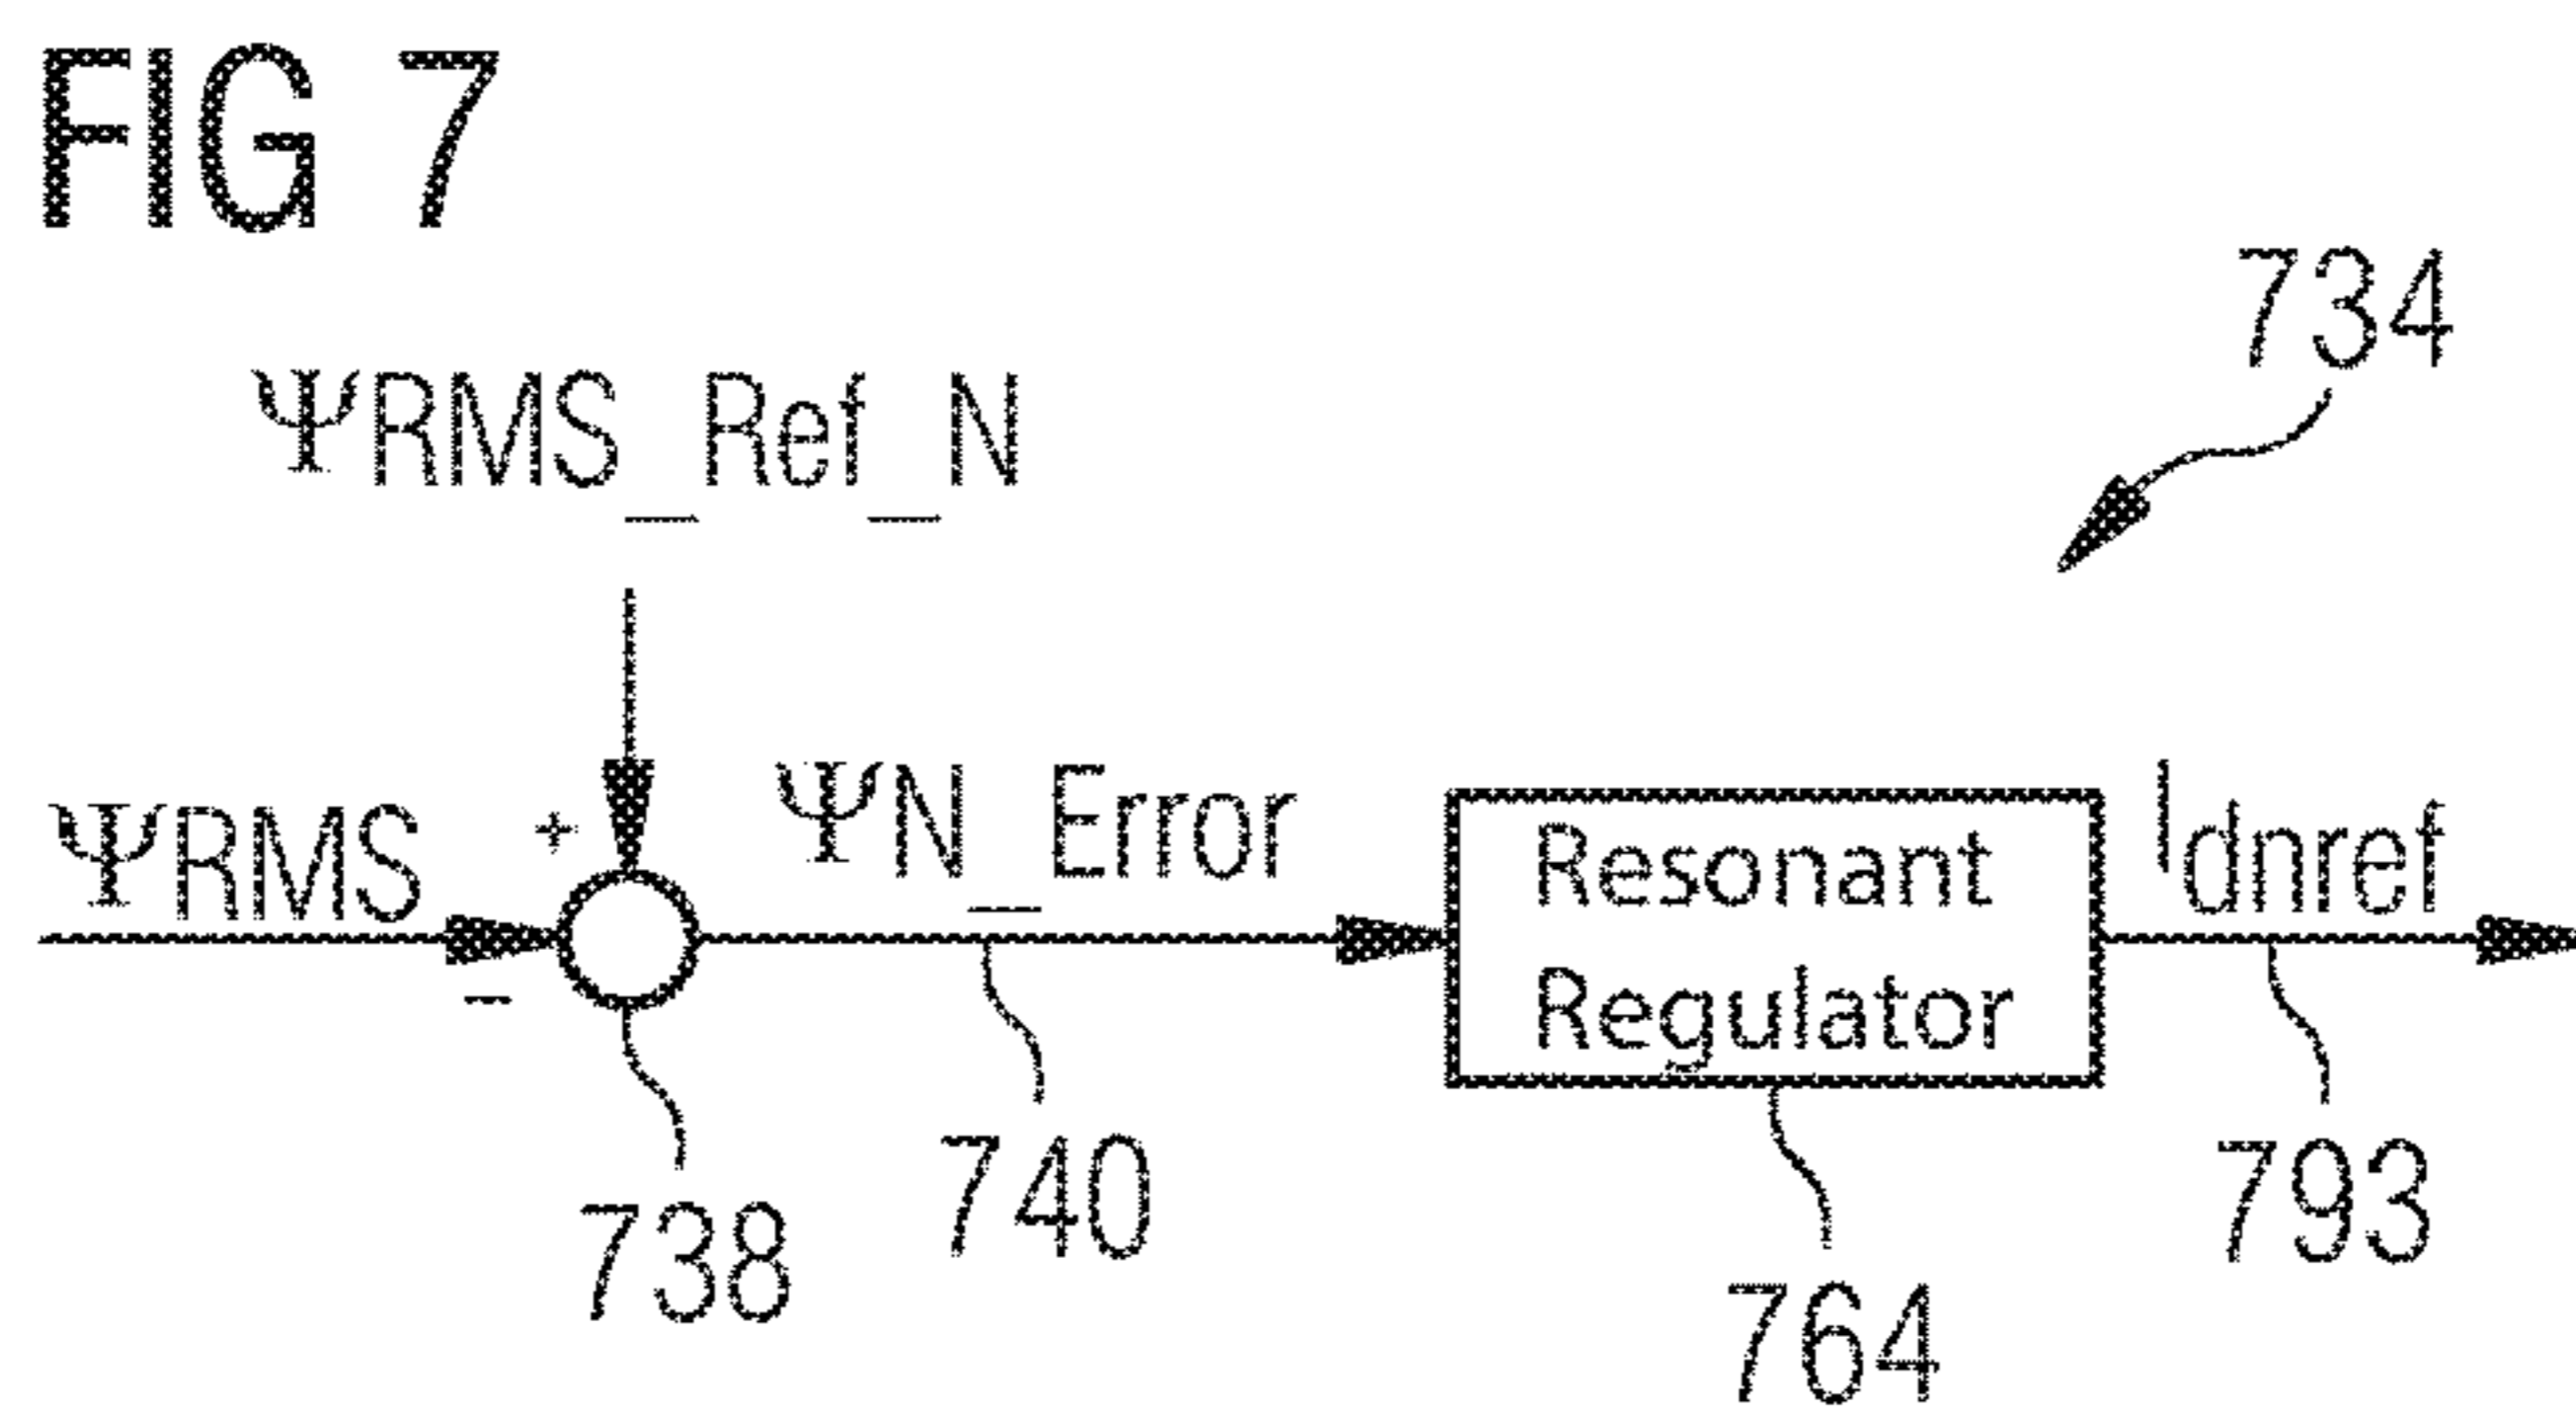 FIG 7
734
ΨRMS_Ref_N
ΨRMS
+
ΨN_Error
Resonant
Regulator
Idnref
-
738
740
764
793